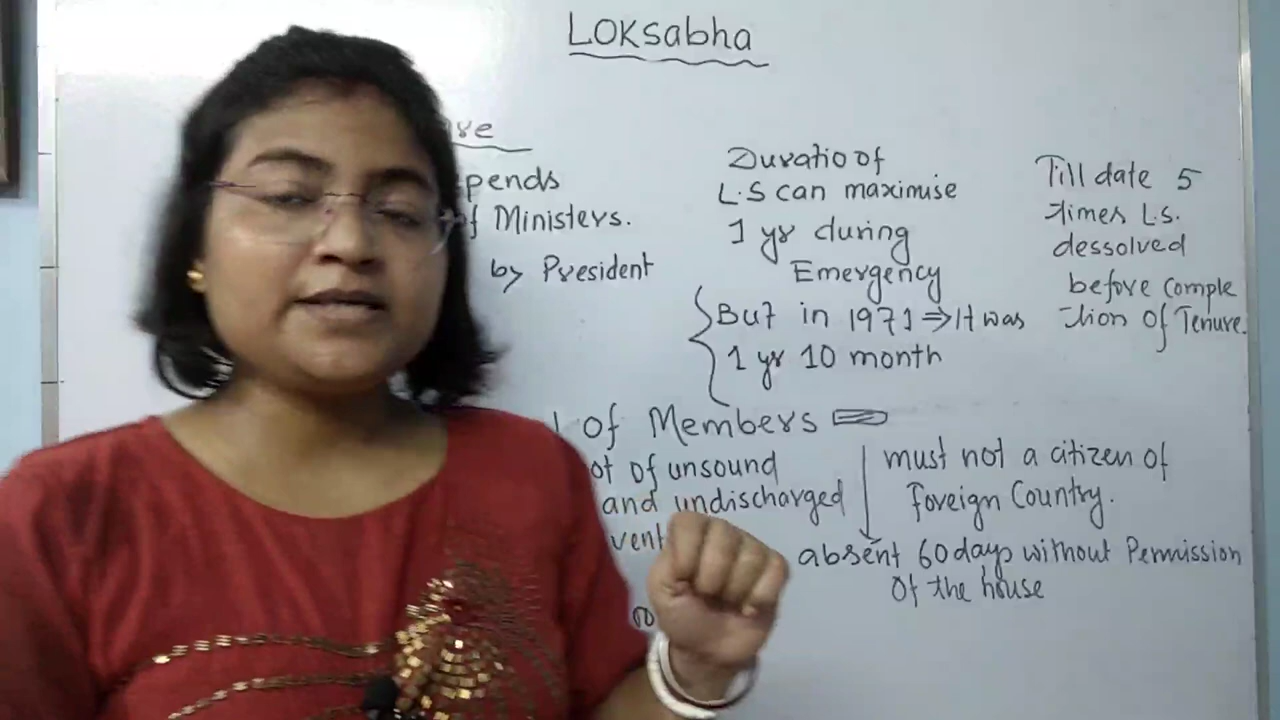 Loksabha
pends
Ministers.
by President
Duratio of
L.S can maximise
1 yr during
Emergency
But in 1971 ⇒ It was
1 yr 10 month
Till date 5
times L.s.
dessolved
before comple
tion of Tenure.
of Members
of unsound
and undischarged
vent
must not a citizen of
Foreign Country.
absent 60 days without Permission
Of the house